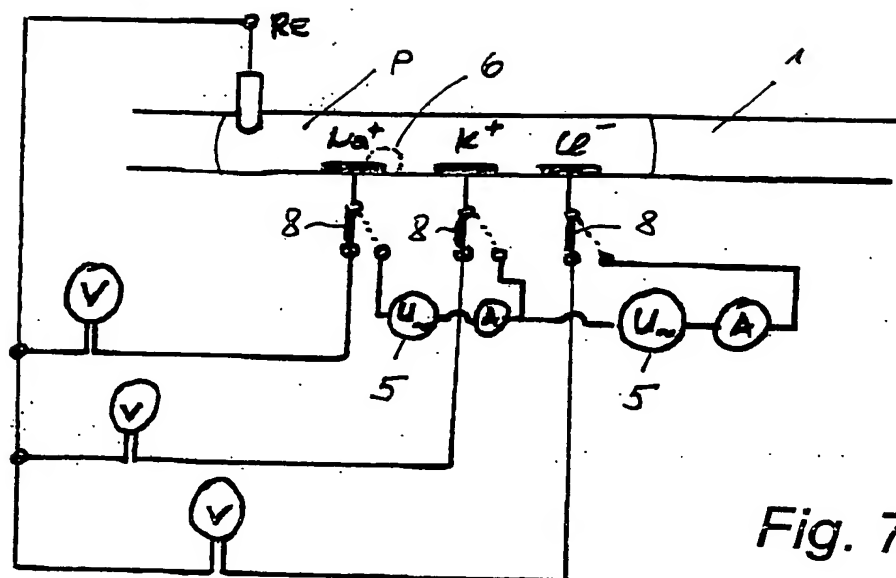 RE
P 6 1
Na⁺ K⁺ Cl⁻
8 8 8
V
U~ A U~ A
5 5
V
V
Fig. 7